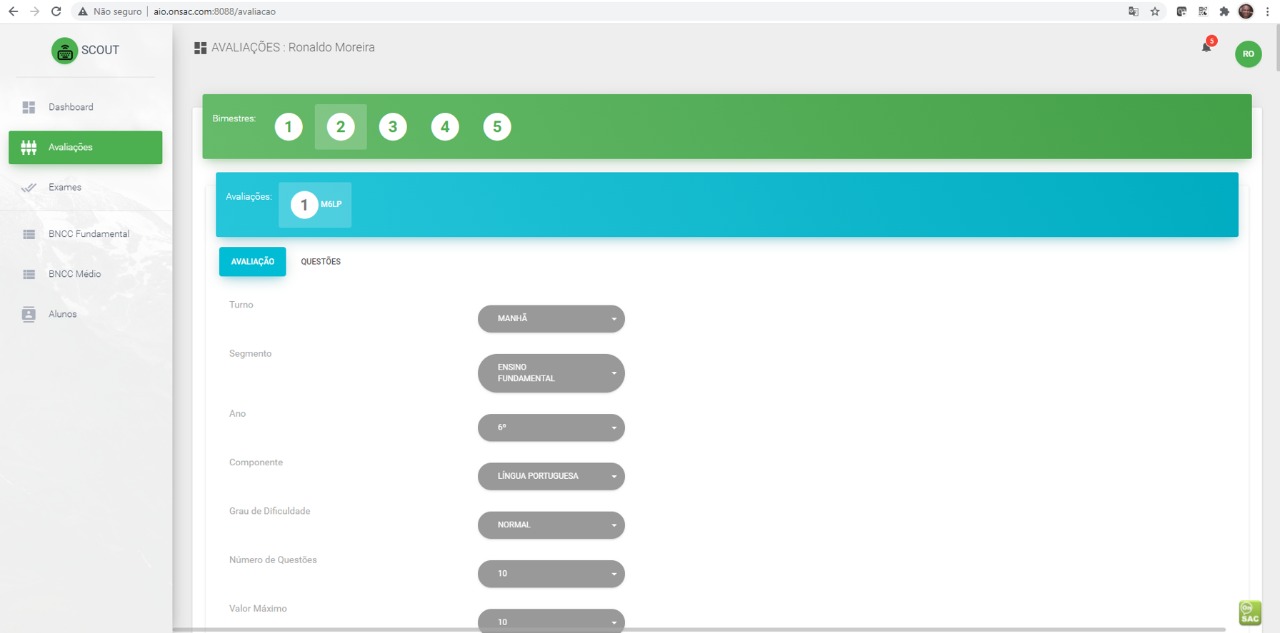 Não seguro | aio.onsac.com:8088/avaliacao
SCOUT
AVALIAÇÕES : Ronaldo Moreira
5
RO
Dashboard
Avaliações
Exames
BNCC Fundamental
BNCC Médio
Alunos
Bimestres: 1 2 3 4 5
Avaliações: 1 M6LP
AVALIAÇÃO QUESTÕES
Turno
MANHÃ
Segmento
ENSINO
FUNDAMENTAL
Ano
6º
Componente
LÍNGUA PORTUGUESA
Grau de Dificuldade
NORMAL
Número de Questões
10
Valor Máximo
10
On
SAC